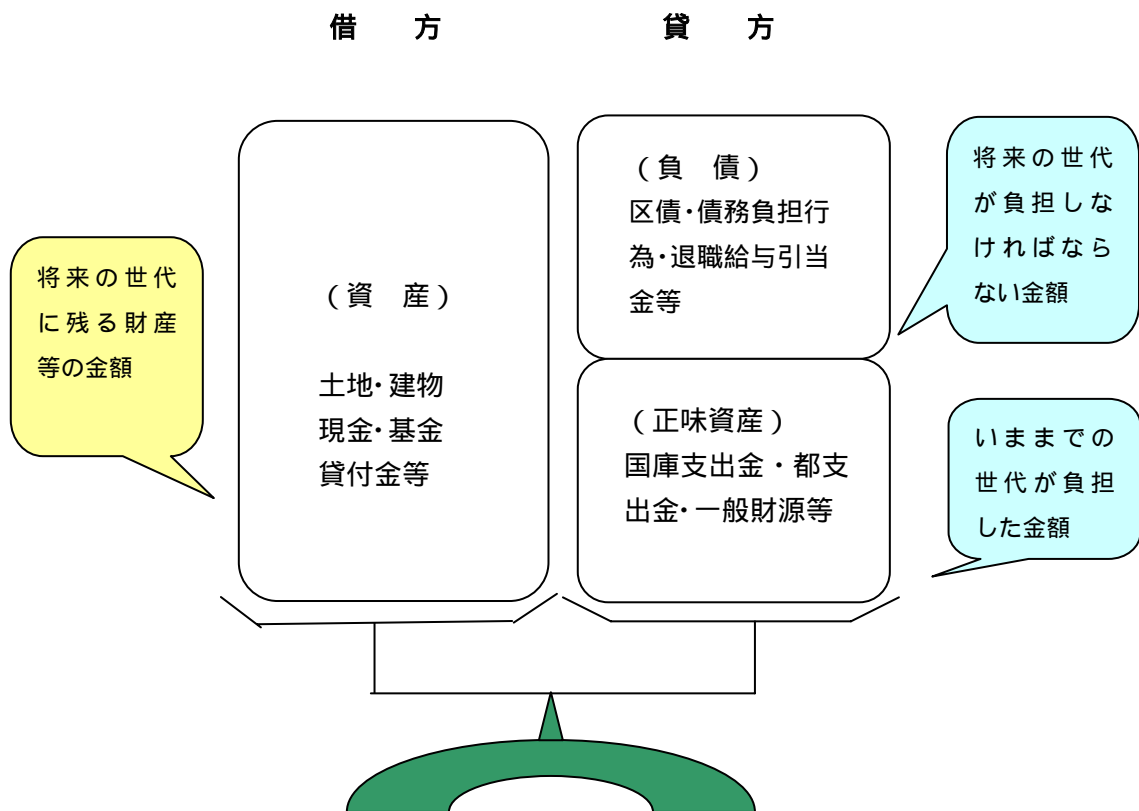 借　方
貸　方
将来の世代
に残る財産
等の金額
（資　産）
土地・建物
現金・基金
貸付金等
（負　債）
区債・債務負担行
為・退職給与引当
金等
（正味資産）
国庫支出金・都支
出金・一般財源等
将来の世代
が負担しな
ければなら
ない金額
いままでの
世代が負担
した金額